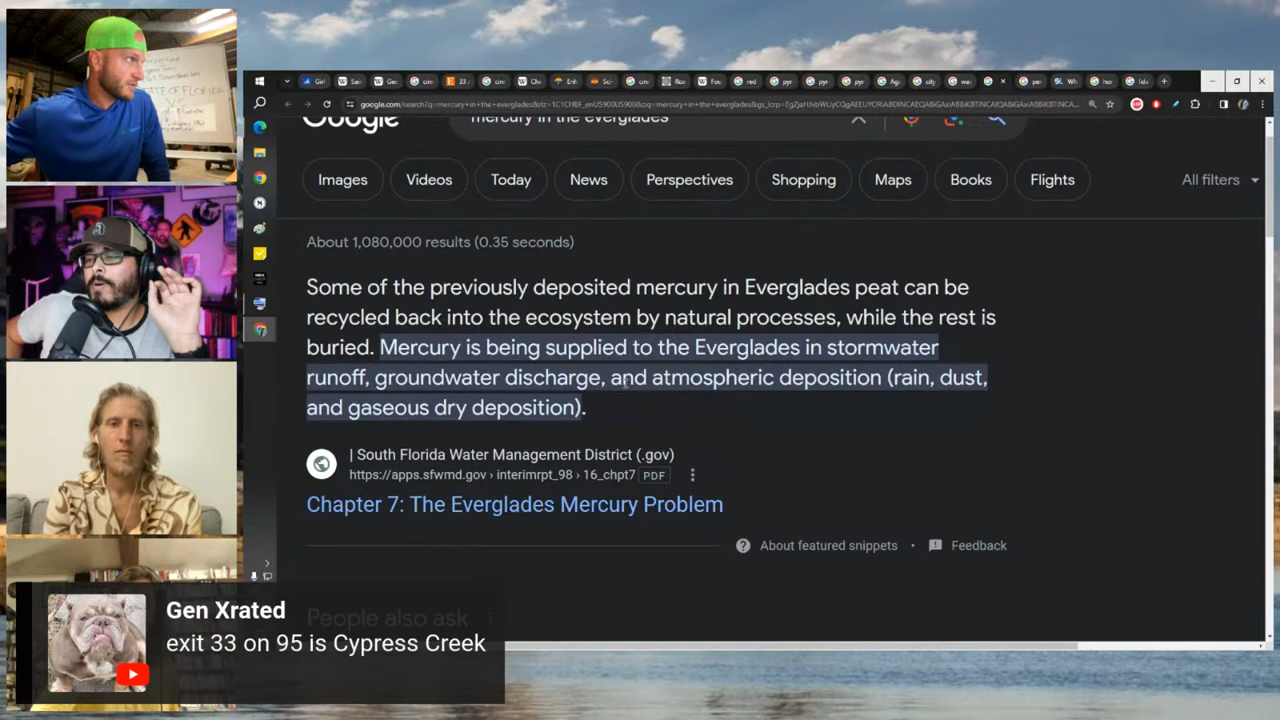 STATE OF FLORIDA
Google
mercury in the everglades
Images
Videos
Today
News
Perspectives
Shopping
Maps
Books
Flights
All filters
About 1,080,000 results (0.35 seconds)
Some of the previously deposited mercury in Everglades peat can be
recycled back into the ecosystem by natural processes, while the rest is
buried. Mercury is being supplied to the Everglades in stormwater
runoff, groundwater discharge, and atmospheric deposition (rain, dust,
and gaseous dry deposition).
| South Florida Water Management District (.gov)
https://apps.sfwmd.gov › interimrpt_98 › 16_chpt7 PDF
Chapter 7: The Everglades Mercury Problem
About featured snippets
Feedback
People also ask
Gen Xrated
exit 33 on 95 is Cypress Creek